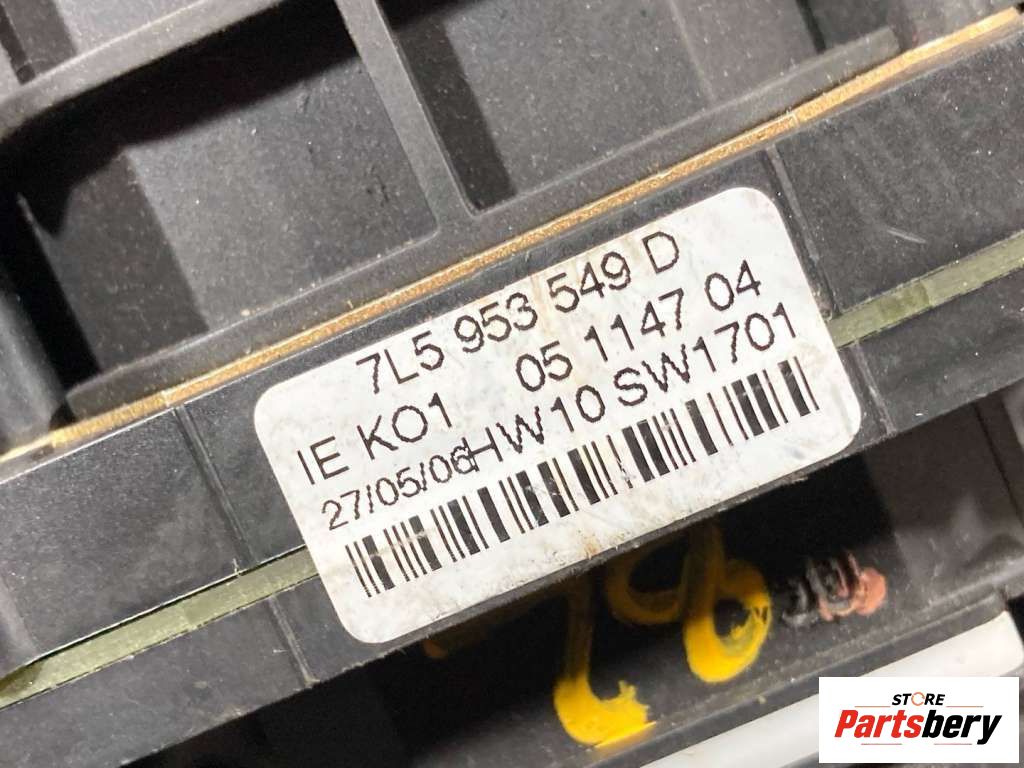 7L5 953 549 D
IE KO1 05 1147 04
27/05/06 HW10 SW1701
STORE
Partsbery